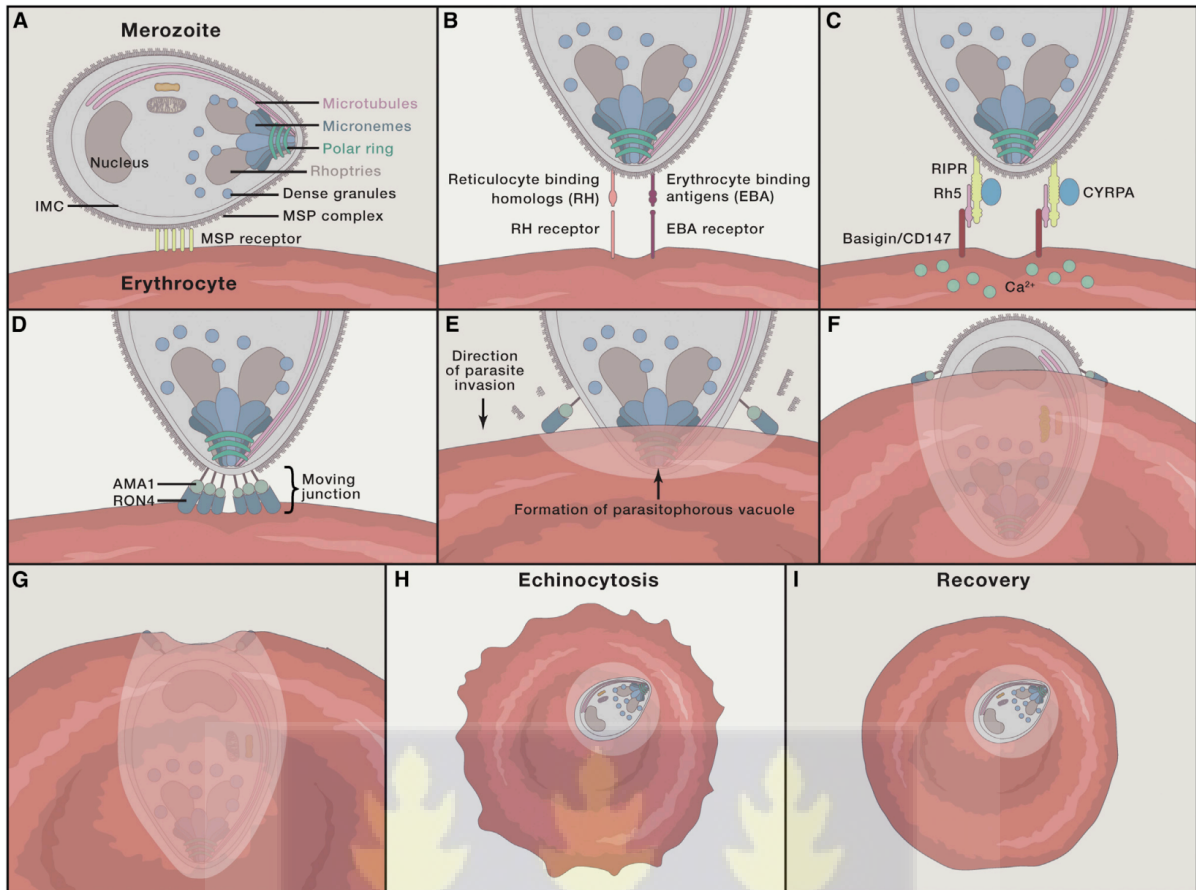 A
Merozoite
Microtubules
Micronemes
Polar ring
Rhoptries
Dense granules
MSP complex
Nucleus
IMC
MSP receptor
Erythrocyte
B
Reticulocyte binding
homologs (RH)
Erythrocyte binding
antigens (EBA)
RH receptor
EBA receptor
C
RIPR
Rh5
CYRPA
Basigin/CD147
Ca²⁺
D
AMA1
RON4
Moving
junction
E
Direction
of parasite
invasion
Formation of parasitophorous vacuole
F
G
H
Echinocytosis
I
Recovery